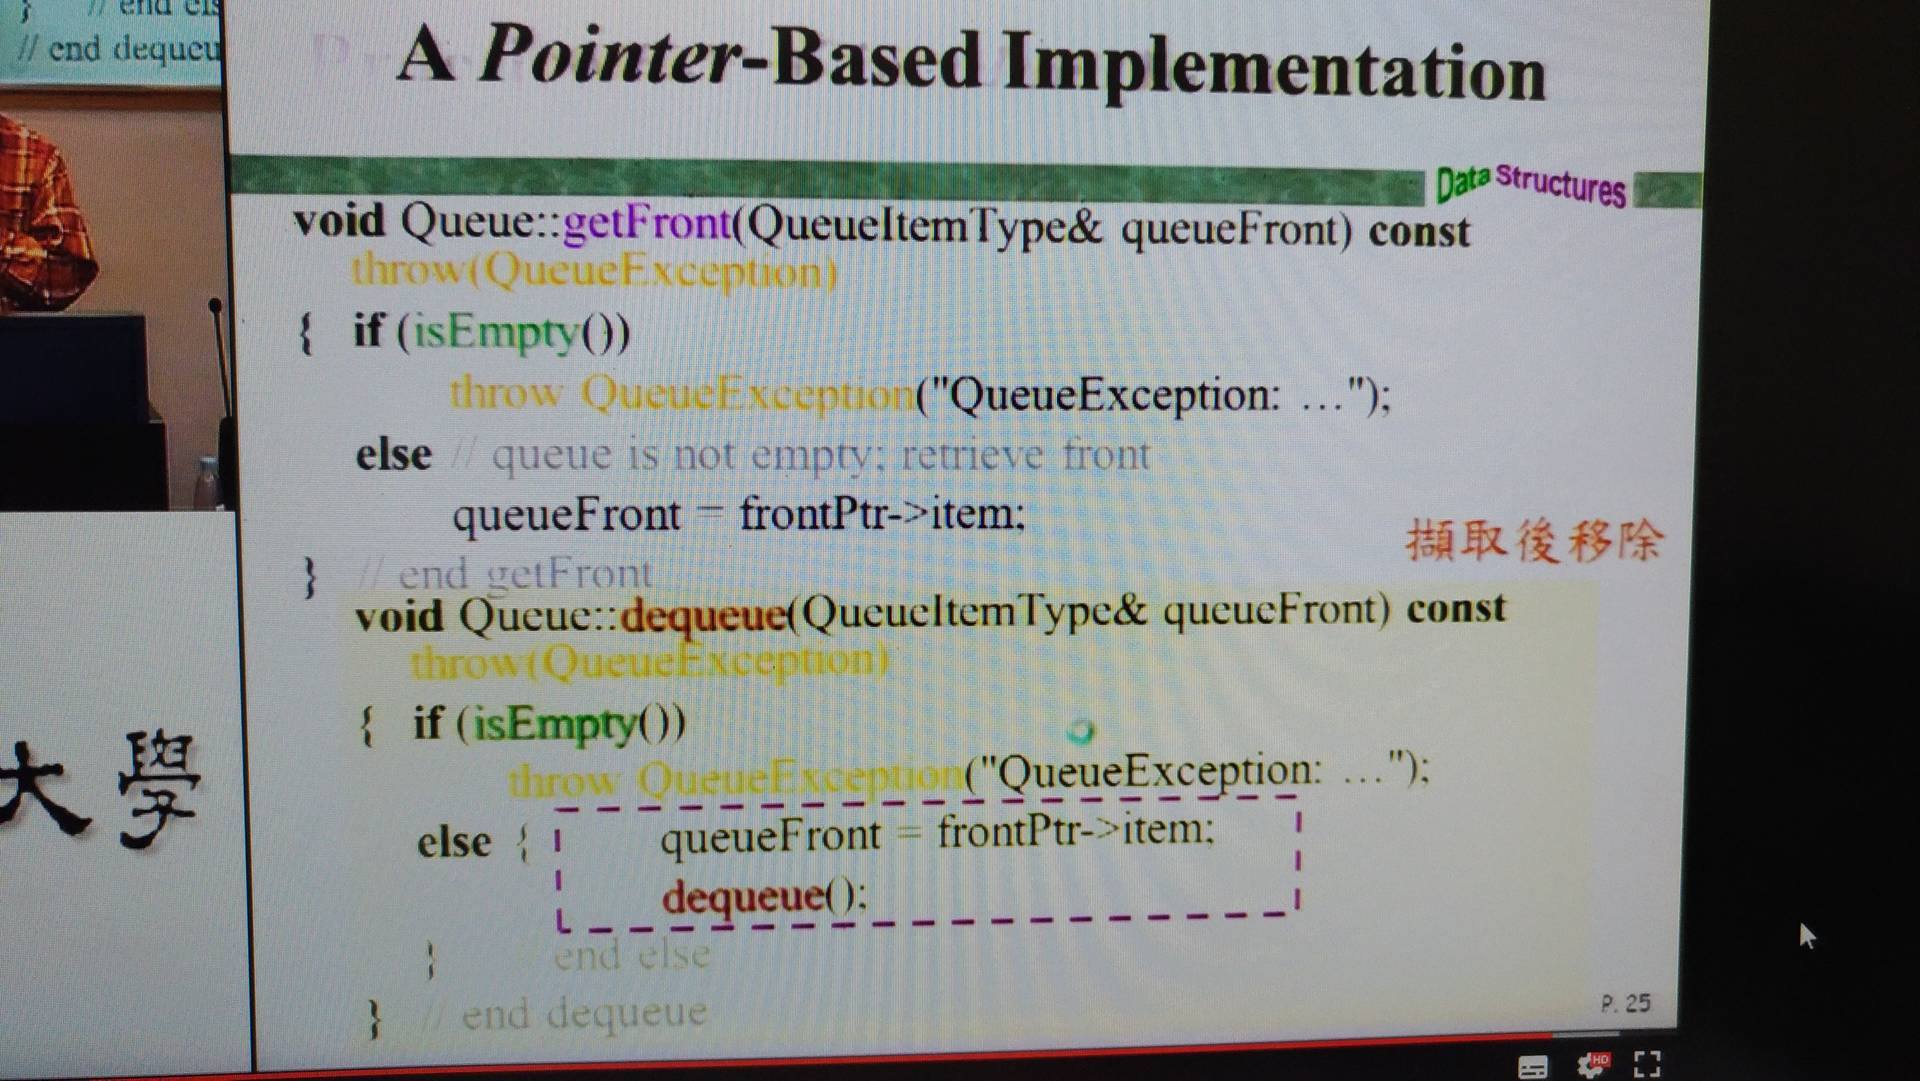 } // end els
// end dequeu
A Pointer-Based Implementation
Data Structures
void Queue::getFront(QueueItemType& queueFront) const
throw(QueueException)
{ if (isEmpty())
throw QueueException("QueueException: …");
else // queue is not empty; retrieve front
queueFront = frontPtr->item;
} // end getFront
擷取後移除
void Queue::dequeue(QueueItemType& queueFront) const
throw(QueueException)
{ if (isEmpty())
throw QueueException("QueueException: …");
else { queueFront = frontPtr->item;
dequeue();
} end else
} // end dequeue
P. 25
大學
HD